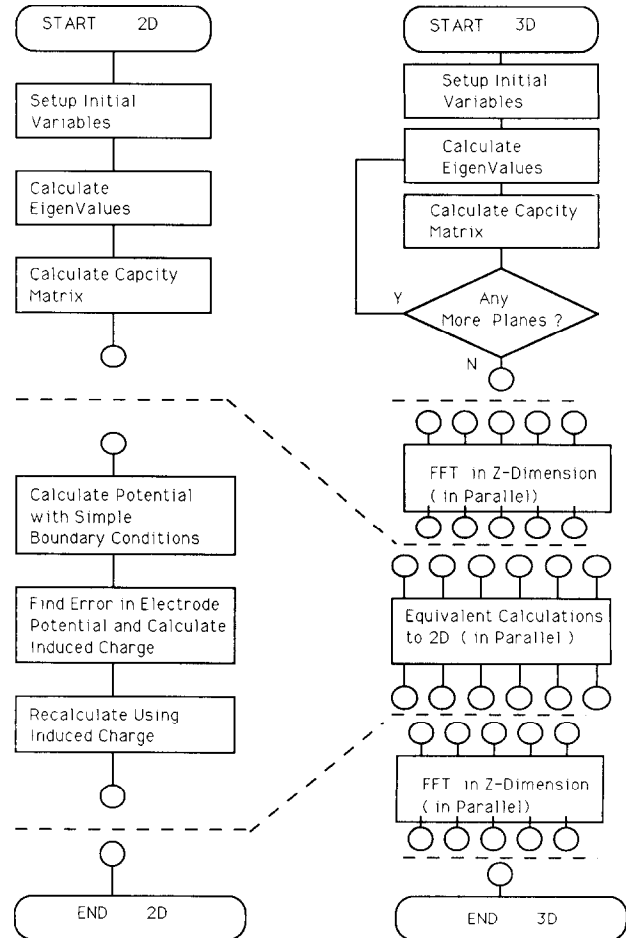 START 2D
Setup Initial
Variables
Calculate
EigenValues
Calculate Capcity
Matrix
Calculate Potential
with Simple
Boundary Conditions
Find Error in Electrode
Potential and Calculate
Induced Charge
Recalculate Using
Induced Charge
END 2D
START 3D
Setup Initial
Variables
Calculate
EigenValues
Calculate Capcity
Matrix
Y
Any
More Planes ?
N
FFT in Z-Dimension
( in Parallel )
Equivalent Calculations
to 2D ( in Parallel )
FFT in Z-Dimension
( in Parallel )
END 3D